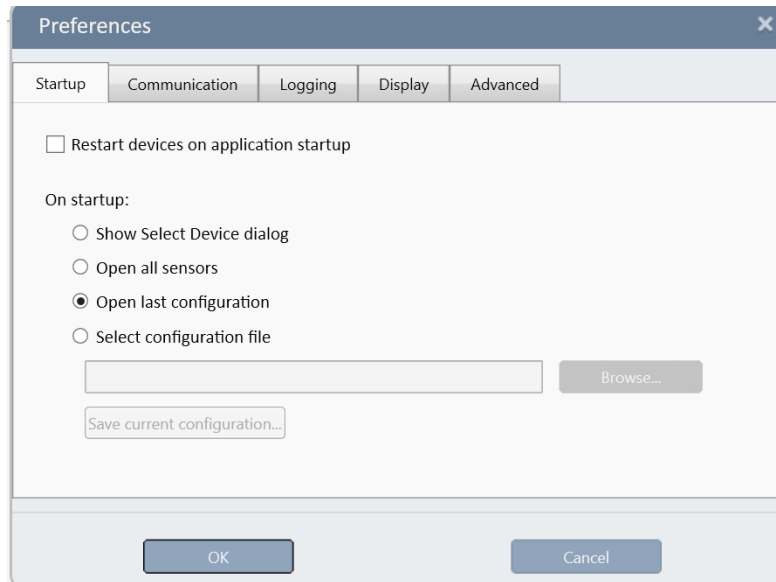 Preferences
Startup Communication Logging Display Advanced
Restart devices on application startup
On startup:
Show Select Device dialog
Open all sensors
Open last configuration
Select configuration file
Browse...
Save current configuration...
OK Cancel